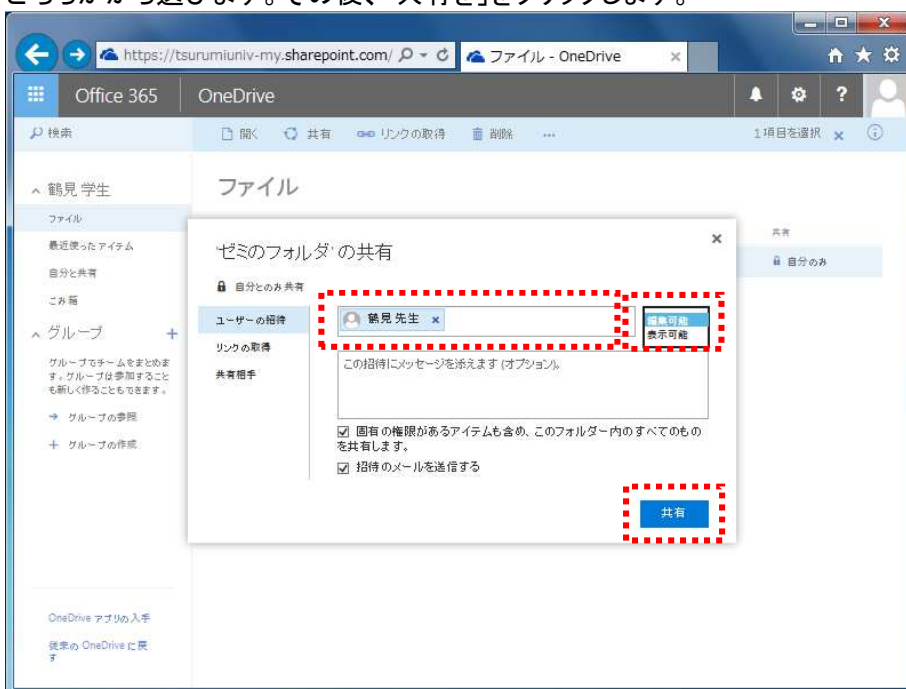 https://tsurumiuniv-my.sharepoint.com/
ファイル - OneDrive
Office 365
OneDrive
?
検索
開く
共有
リンクの取得
削除
...
1項目を選択
鶴見 学生
ファイル
最近使ったアイテム
自分と共有
ごみ箱
グループ
グループでチームをまとめま
す。グループは参加すること
も新しく作ることもできます。
グループの参照
グループの作成
OneDrive アプリの入手
従来の OneDrive に戻
す
ファイル
共有
自分のみ
'ゼミのフォルダ' の共有
自分とのみ共有
ユーザーの招待
リンクの取得
共有相手
鶴見 先生
編集可能
表示可能
この招待にメッセージを添えます (オプション)。
固有の権限があるアイテムも含め、このフォルダー内のすべてのもの
を共有します。
招待のメールを送信する
共有